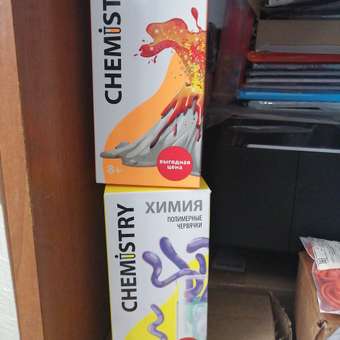 CHEMiSTRY
8+
ВЫГОДНАЯ
ЦЕНА
CHEMiSTRY
ХИМИЯ
ПОЛИМЕРНЫЕ
ЧЕРВЯЧКИ